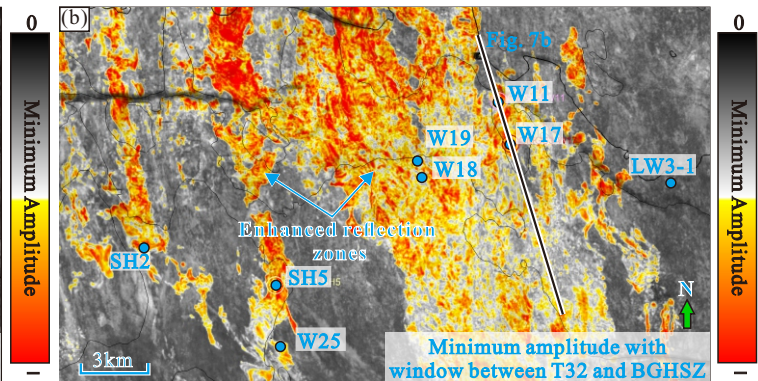 0
Minimum Amplitude
–
(b)
Fig. 7b
W11
W17
W19
W18
LW3-1
Enhanced reflection
zones
SH2
SH5
W25
3km
N
Minimum amplitude with
window between T32 and BGHSZ
0
Minimum Amplitude
–